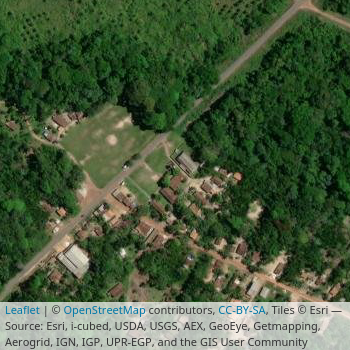 Leaflet | © OpenStreetMap contributors, CC-BY-SA, Tiles © Esri —
Source: Esri, i-cubed, USDA, USGS, AEX, GeoEye, Getmapping,
Aerogrid, IGN, IGP, UPR-EGP, and the GIS User Community